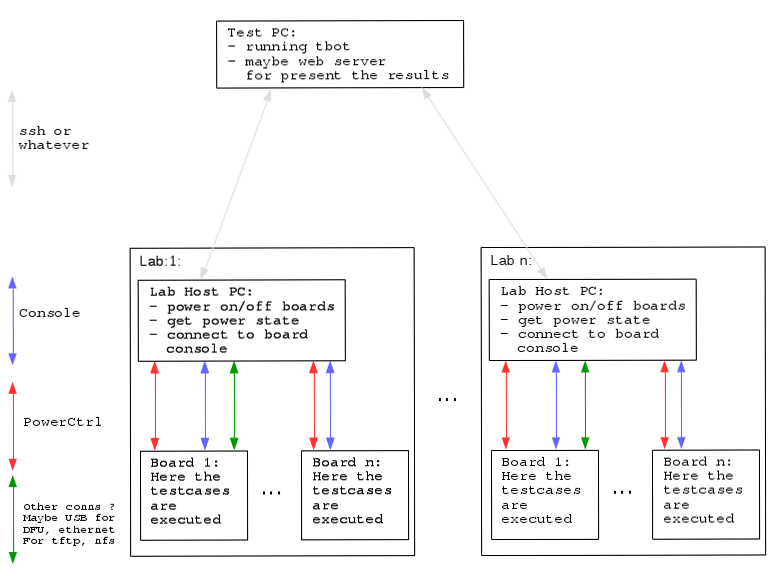 Test PC:
- running tbot
- maybe web server
for present the results
ssh or
whatever
Lab:1:
Lab n:
Lab Host PC:
- power on/off boards
- get power state
- connect to board
console
Lab Host PC:
- power on/off boards
- get power state
- connect to board
console
Console
...
PowerCtrl
Board 1:
Here the
testcases
are
executed
...
Board n:
Here the
testcases
are
executed
Board 1:
Here the
testcases
are
executed
...
Board n:
Here the
testcases
are
executed
Other conns ?
Maybe USB for
DFU, ethernet
For tftp, nfs